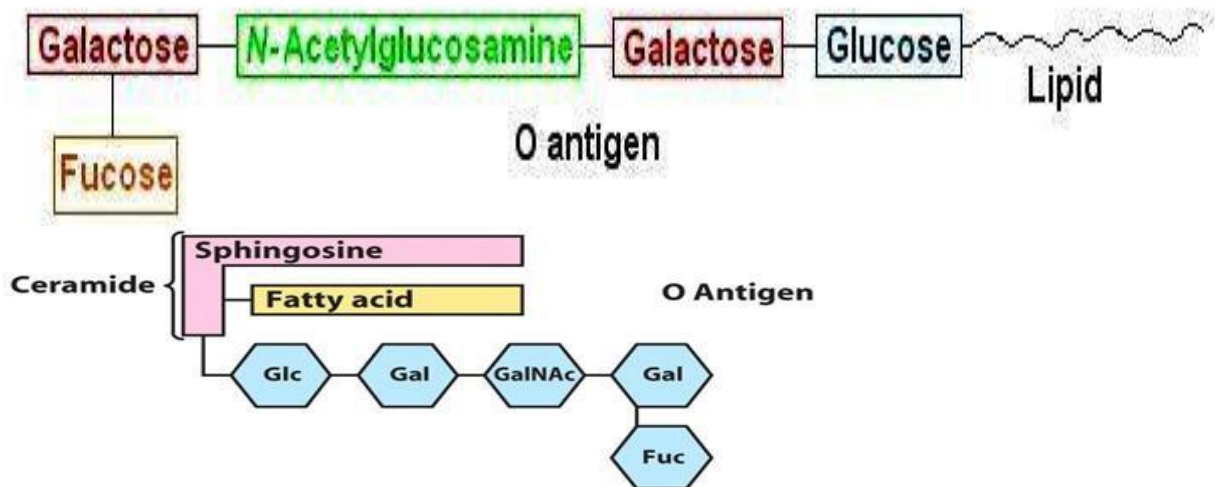 Galactose N-Acetylglucosamine Galactose Glucose
Lipid
O antigen
Fucose
Sphingosine
Ceramide
Fatty acid
O Antigen
Glc Gal GalNAc Gal
Fuc